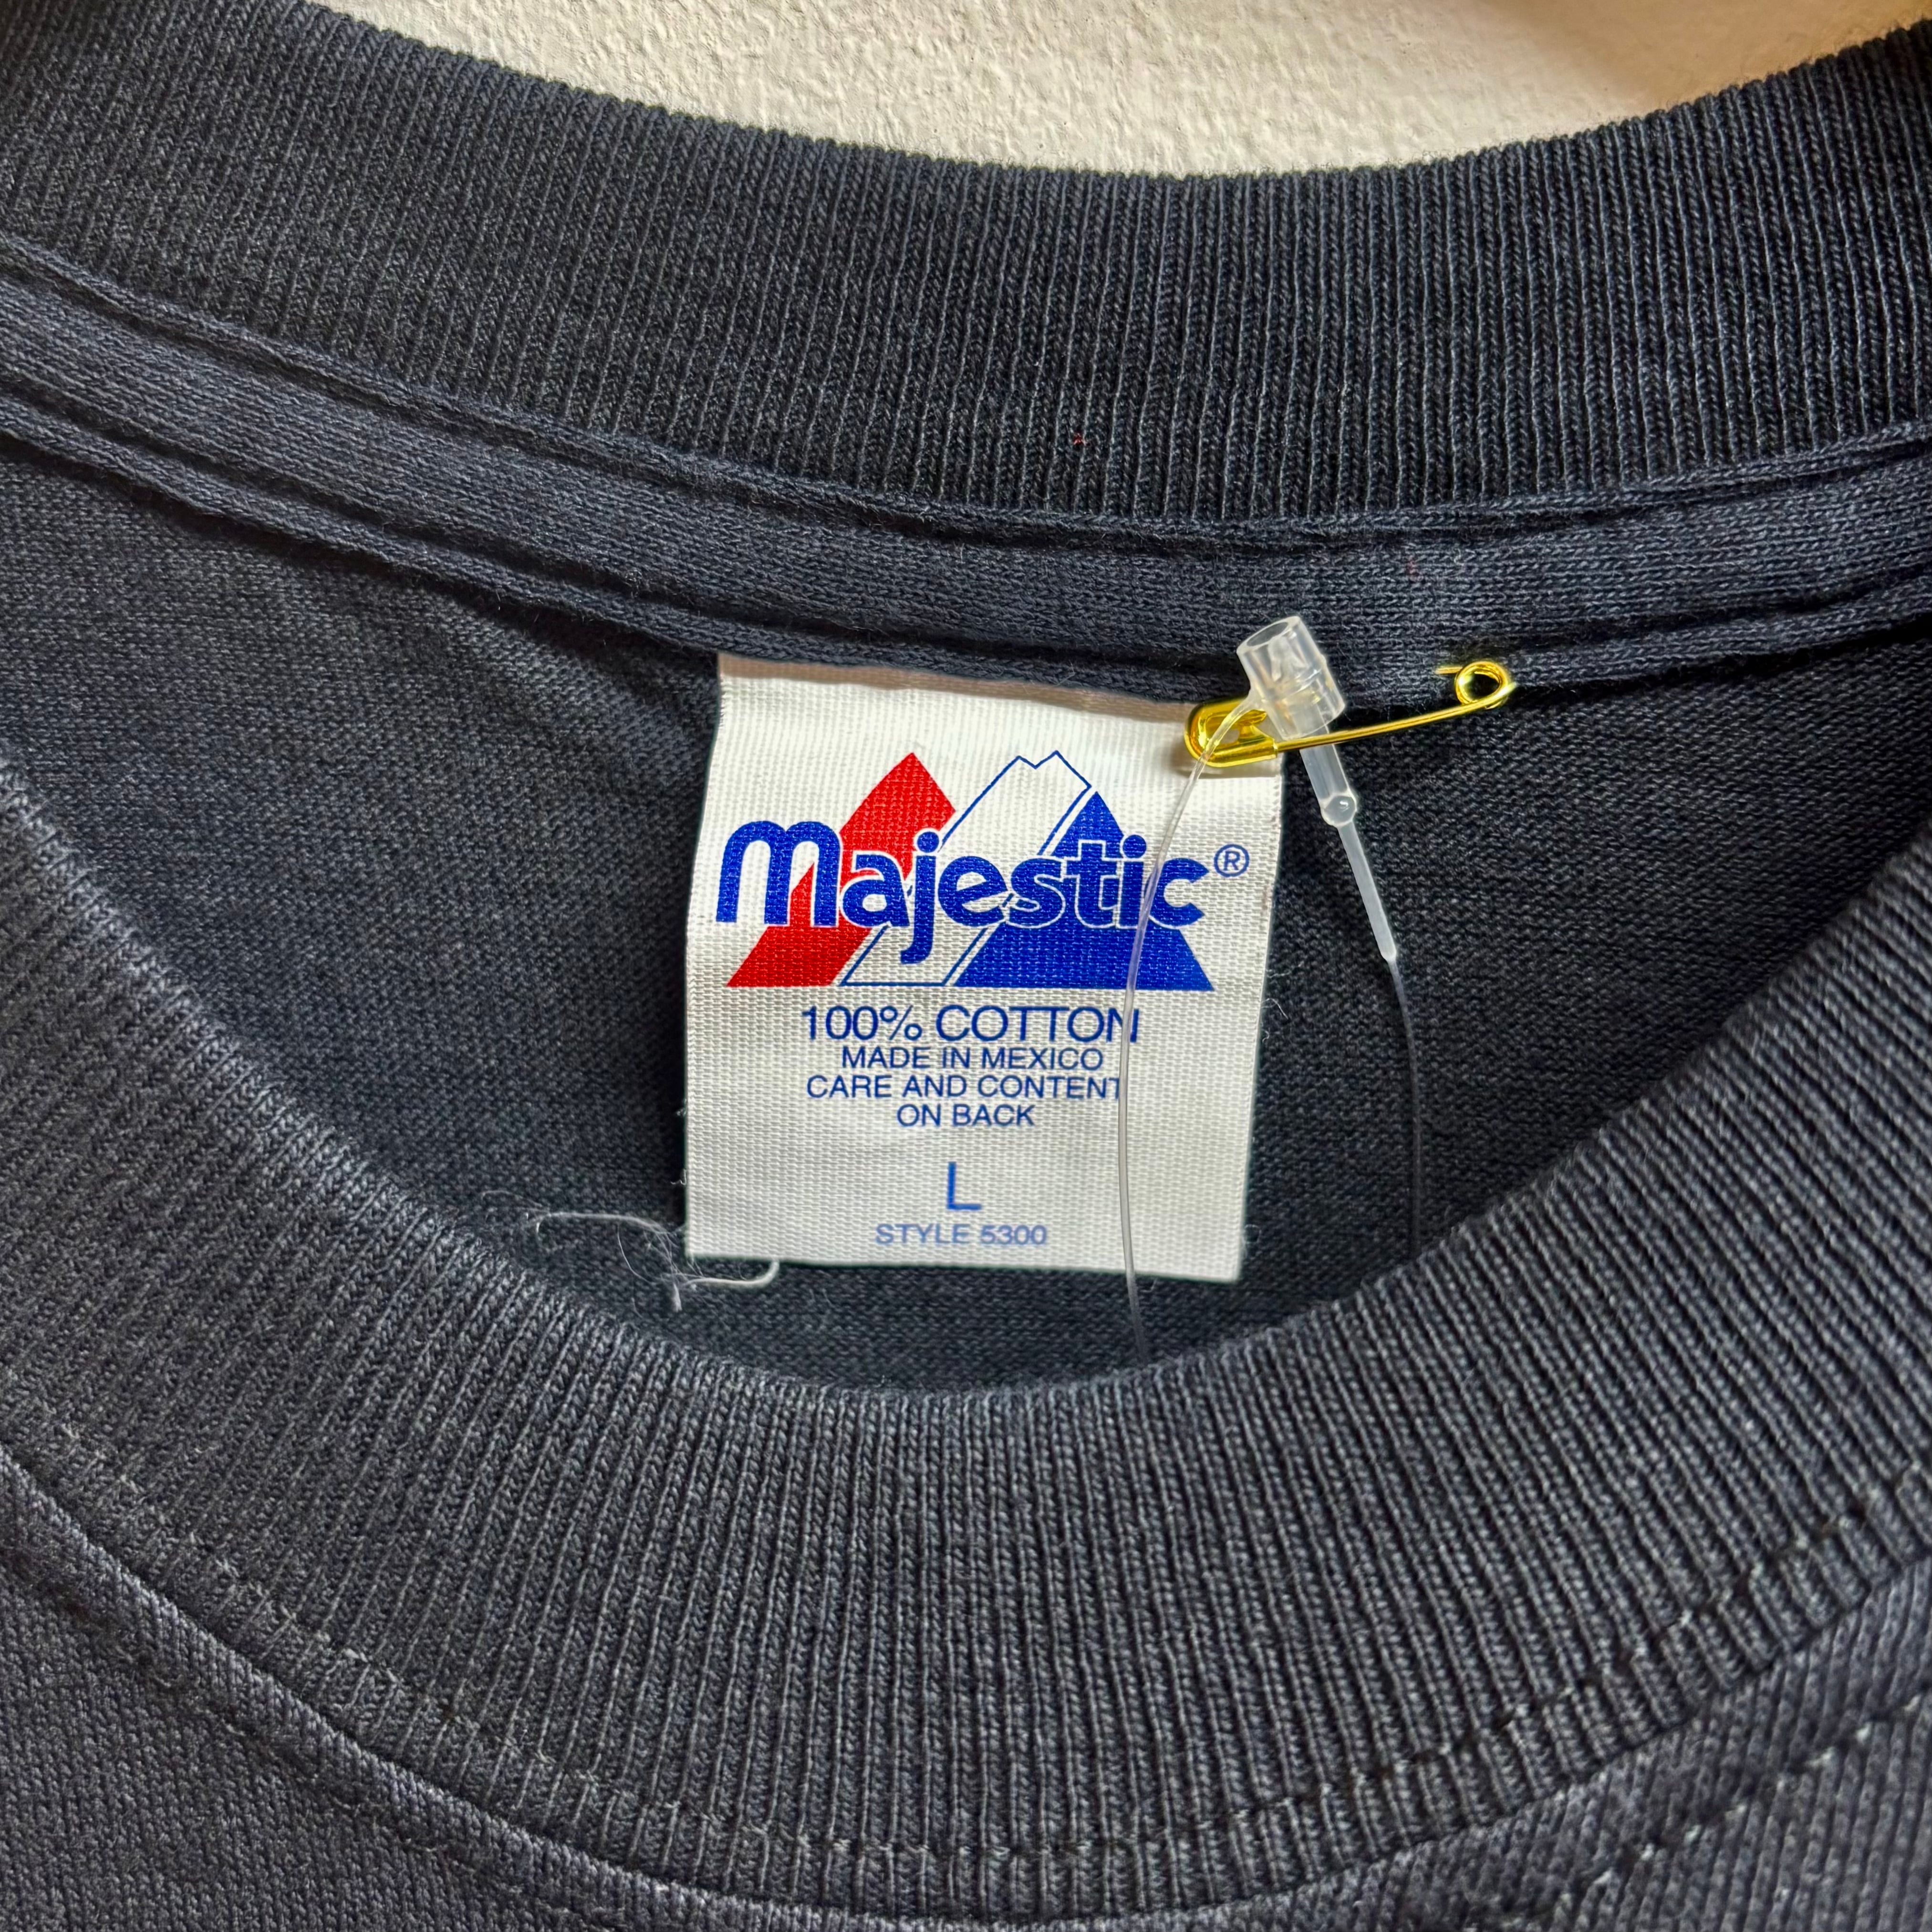 Majestic®
100% COTTON
MADE IN MEXICO
CARE AND CONTENT
ON BACK
L
STYLE 5300